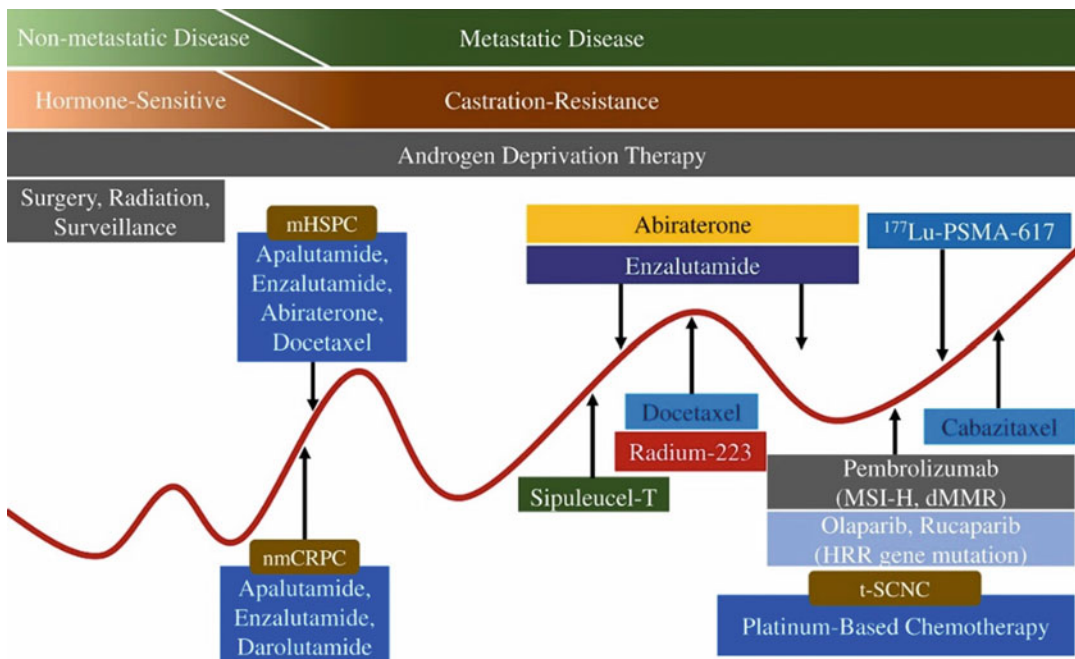 Non-metastatic Disease
Metastatic Disease
Hormone-Sensitive
Castration-Resistance
Androgen Deprivation Therapy
Surgery, Radiation,
Surveillance
mHSPC
Apalutamide,
Enzalutamide,
Abiraterone,
Docetaxel
Abiraterone
Enzalutamide
¹⁷⁷Lu-PSMA-617
Docetaxel
Radium-223
Sipuleucel-T
Cabazitaxel
Pembrolizumab
(MSI-H, dMMR)
Olaparib, Rucaparib
(HRR gene mutation)
nmCRPC
Apalutamide,
Enzalutamide,
Darolutamide
t-SCNC
Platinum-Based Chemotherapy